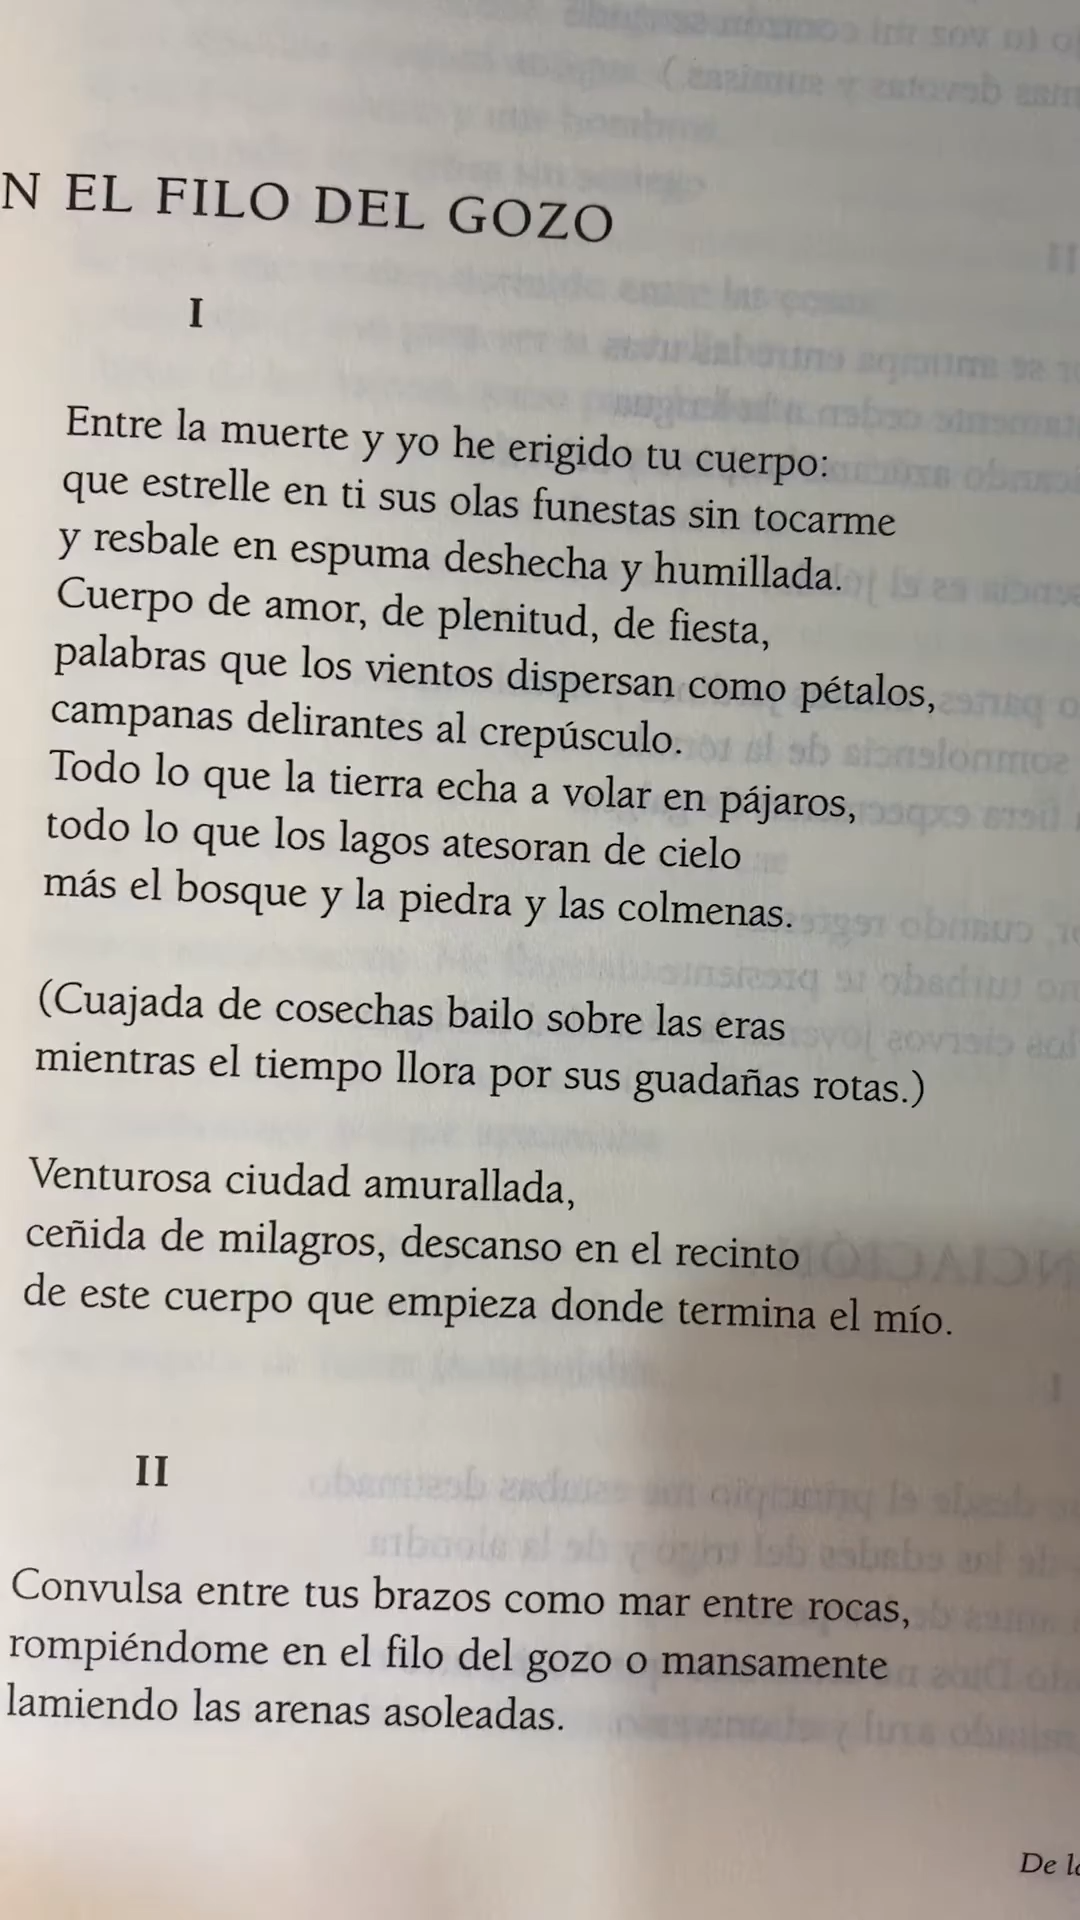 N EL FILO DEL GOZO
I
Entre la muerte y yo he erigido tu cuerpo:
que estrelle en ti sus olas funestas sin tocarme
y resbale en espuma deshecha y humillada.
Cuerpo de amor, de plenitud, de fiesta,
palabras que los vientos dispersan como pétalos,
campanas delirantes al crepúsculo.
Todo lo que la tierra echa a volar en pájaros,
todo lo que los lagos atesoran de cielo
más el bosque y la piedra y las colmenas.
(Cuajada de cosechas bailo sobre las eras
mientras el tiempo llora por sus guadañas rotas.)
Venturosa ciudad amurallada,
ceñida de milagros, descanso en el recinto
de este cuerpo que empieza donde termina el mío.
II
Convulsa entre tus brazos como mar entre rocas,
rompiéndome en el filo del gozo o mansamente
lamiendo las arenas asoleadas.
De